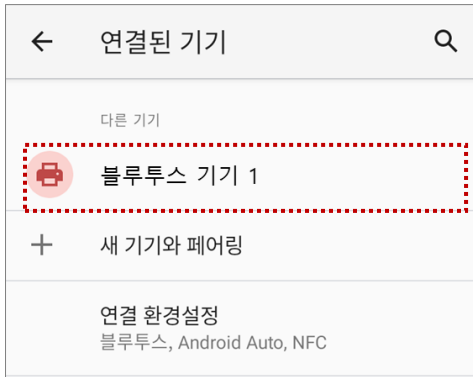 연결된 기기
다른 기기
블루투스 기기 1
새 기기와 페어링
연결 환경설정
블루투스, Android Auto, NFC